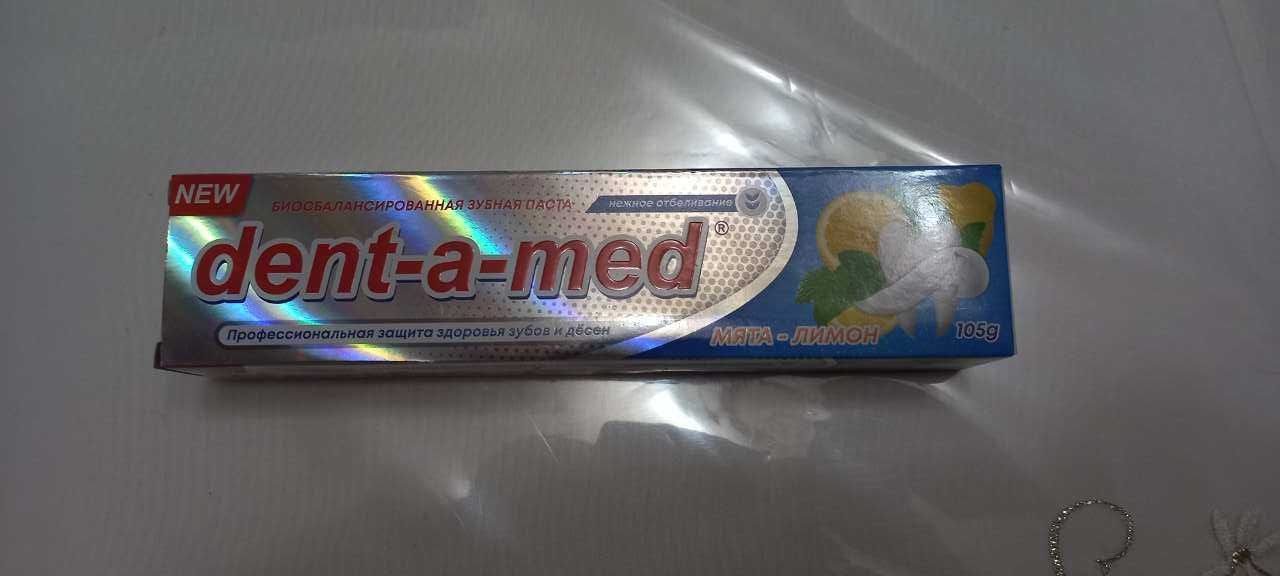 NEW
БИОСБАЛАНСИРОВАННАЯ ЗУБНАЯ ПАСТА
нежное отбеливание
dent-a-med®
Профессиональная защита здоровья зубов и дёсен
МЯТА - ЛИМОН
105g